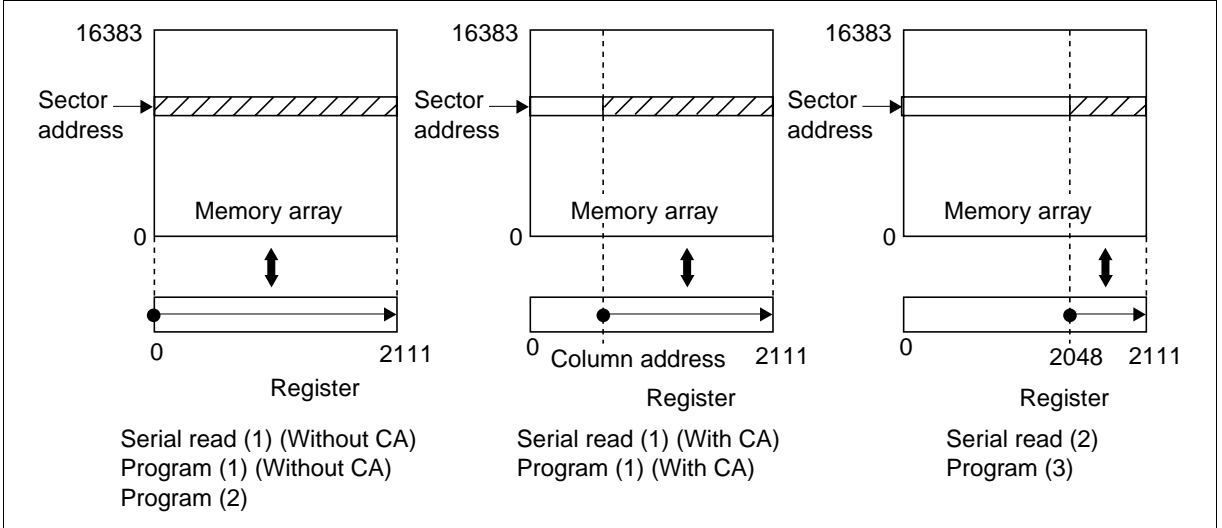 16383
Sector
address
Memory array
0
0
2111
Register
Serial read (1) (Without CA)
Program (1) (Without CA)
Program (2)
16383
Sector
address
Memory array
0
0
Column address
2111
Register
Serial read (1) (With CA)
Program (1) (With CA)
16383
Sector
address
Memory array
0
0
2048
2111
Register
Serial read (2)
Program (3)